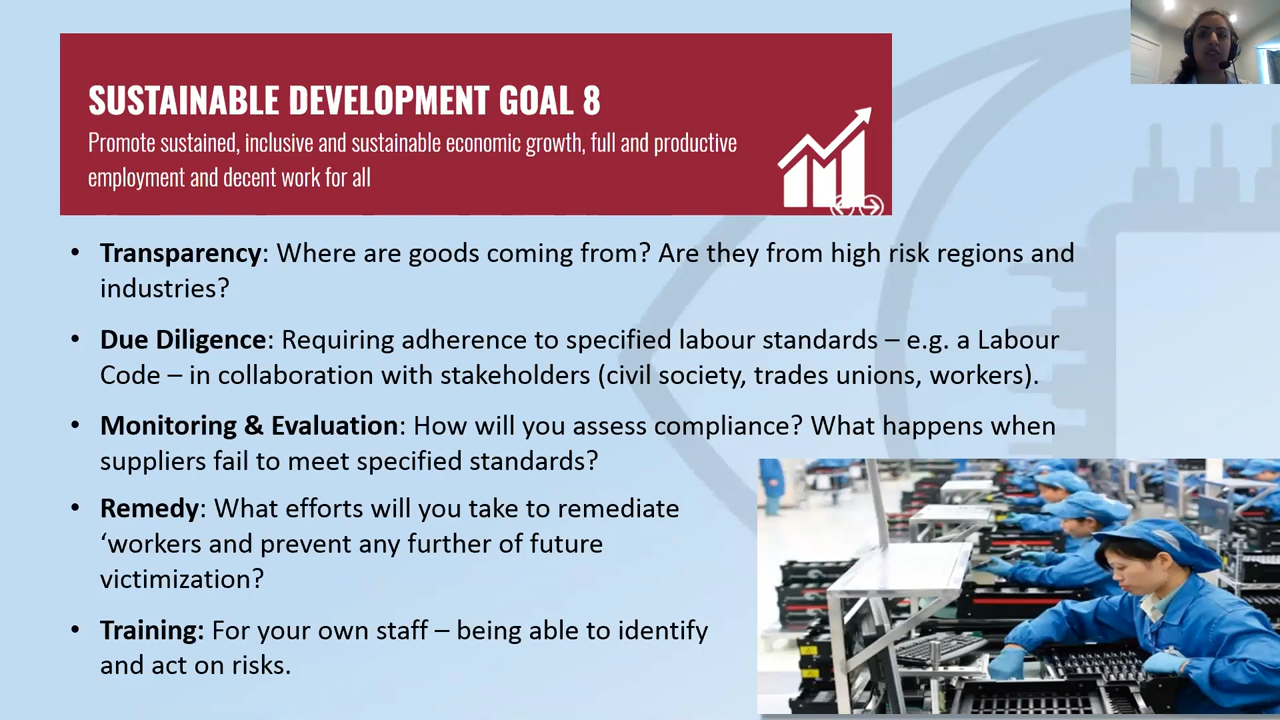 SUSTAINABLE DEVELOPMENT GOAL 8
Promote sustained, inclusive and sustainable economic growth, full and productive
employment and decent work for all
• Transparency: Where are goods coming from? Are they from high risk regions and
industries?
• Due Diligence: Requiring adherence to specified labour standards – e.g. a Labour
Code – in collaboration with stakeholders (civil society, trades unions, workers).
• Monitoring & Evaluation: How will you assess compliance? What happens when
suppliers fail to meet specified standards?
• Remedy: What efforts will you take to remediate
‘workers and prevent any further of future
victimization?
• Training: For your own staff – being able to identify
and act on risks.